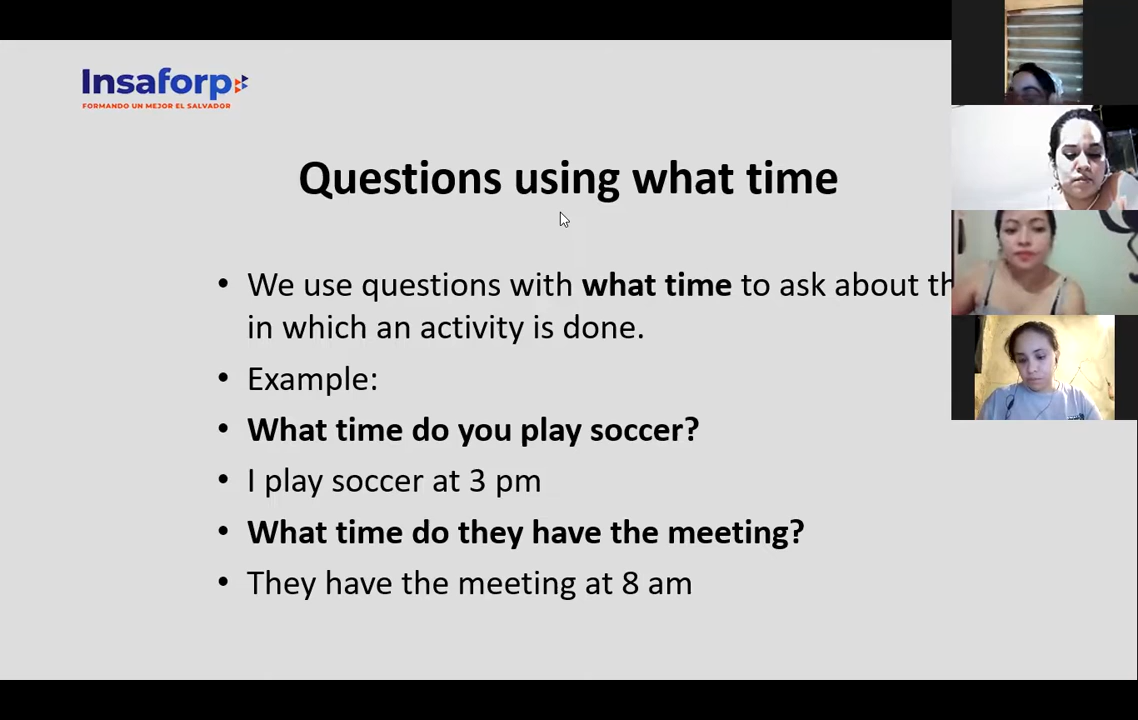 Insaforp
FORMANDO UN MEJOR EL SALVADOR
Questions using what time
• We use questions with what time to ask about
in which an activity is done.
• Example:
• What time do you play soccer?
• I play soccer at 3 pm
• What time do they have the meeting?
• They have the meeting at 8 am